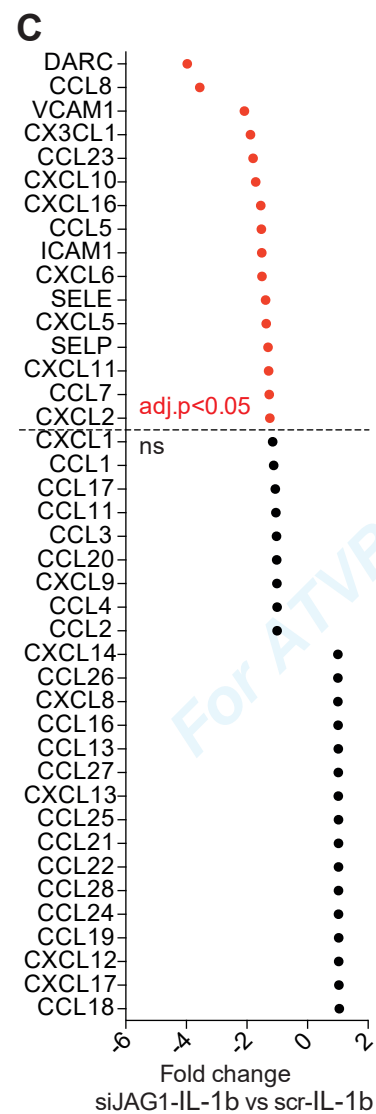 C
DARC
CCL8
VCAM1
CX3CL1
CCL23
CXCL10
CXCL16
CCL5
ICAM1
CXCL6
SELE
CXCL5
SELP
CXCL11
CCL7
CXCL2
adj.p<0.05
CXCL1
ns
CCL1
CCL17
CCL11
CCL3
CCL20
CXCL9
CCL4
CCL2
CXCL14
CCL26
CXCL8
CCL16
CCL13
CCL27
CXCL13
CCL25
CCL21
CCL22
CCL28
CCL24
CCL19
CXCL12
CXCL17
CCL18
For ATVB
-6 -4 -2 0 2
Fold change
siJAG1-IL-1b vs scr-IL-1b